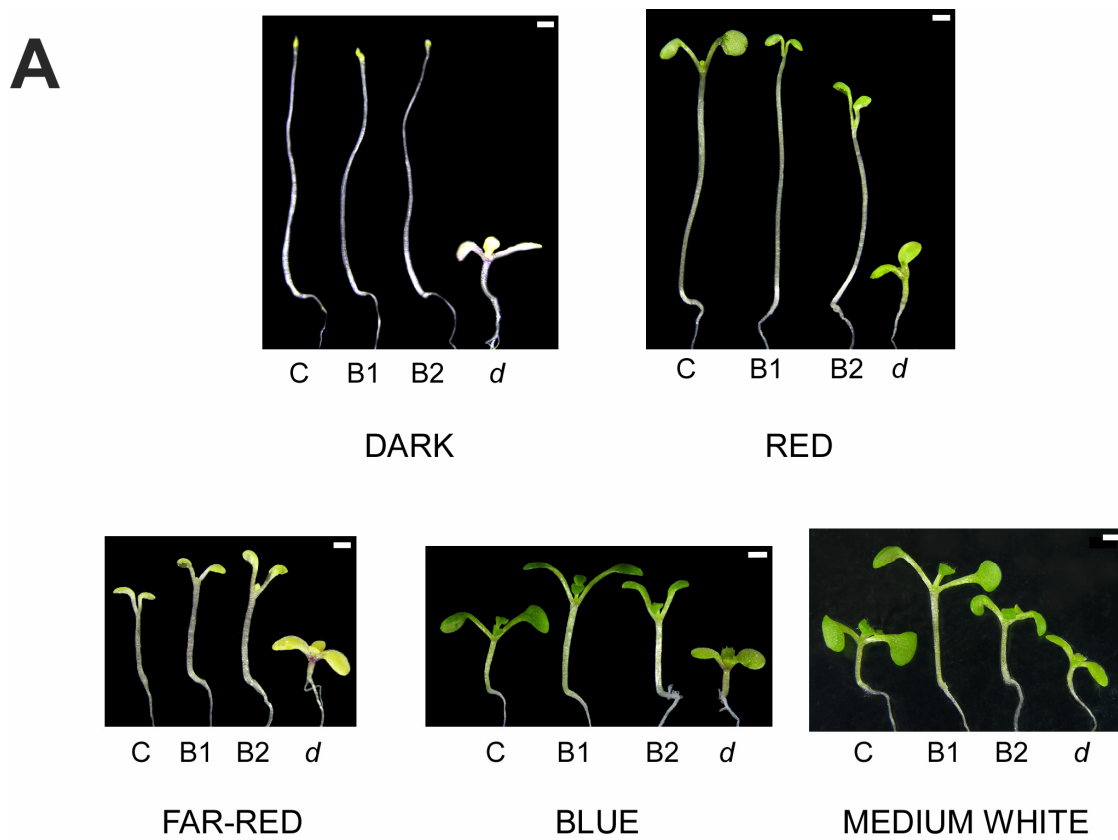 A
C B1 B2 d
DARK
C B1 B2 d
RED
C B1 B2 d
FAR-RED
C B1 B2 d
BLUE
C B1 B2 d
MEDIUM WHITE